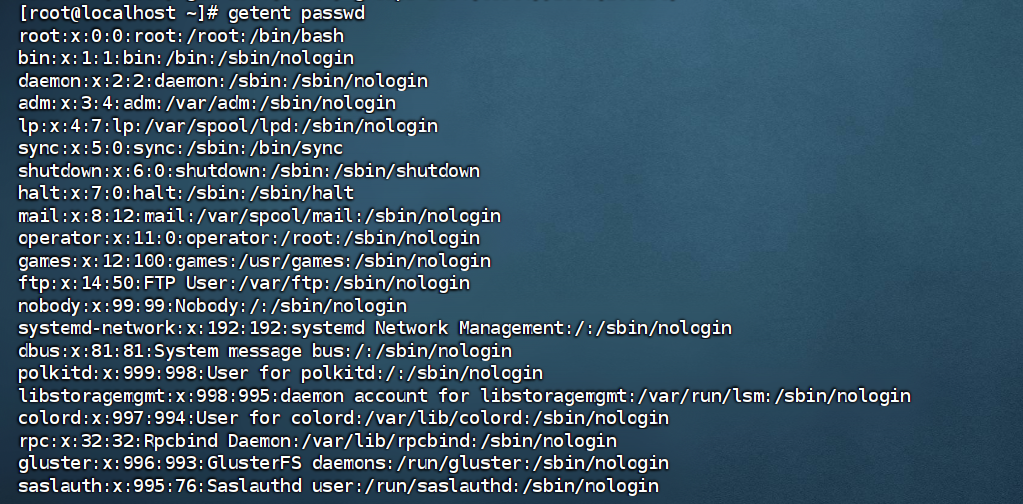 [root@localhost ~]# getent passwd
root:x:0:0:root:/root:/bin/bash
bin:x:1:1:bin:/bin:/sbin/nologin
daemon:x:2:2:daemon:/sbin:/sbin/nologin
adm:x:3:4:adm:/var/adm:/sbin/nologin
lp:x:4:7:lp:/var/spool/lpd:/sbin/nologin
sync:x:5:0:sync:/sbin:/bin/sync
shutdown:x:6:0:shutdown:/sbin:/sbin/shutdown
halt:x:7:0:halt:/sbin:/sbin/halt
mail:x:8:12:mail:/var/spool/mail:/sbin/nologin
operator:x:11:0:operator:/root:/sbin/nologin
games:x:12:100:games:/usr/games:/sbin/nologin
ftp:x:14:50:FTP User:/var/ftp:/sbin/nologin
nobody:x:99:99:Nobody:/:/sbin/nologin
systemd-network:x:192:192:systemd Network Management:/:/sbin/nologin
dbus:x:81:81:System message bus:/:/sbin/nologin
polkitd:x:999:998:User for polkitd:/:/sbin/nologin
libstoragemgmt:x:998:995:daemon account for libstoragemgmt:/var/run/lsm:/sbin/nologin
colord:x:997:994:User for colord:/var/lib/colord:/sbin/nologin
rpc:x:32:32:Rpcbind Daemon:/var/lib/rpcbind:/sbin/nologin
gluster:x:996:993:GlusterFS daemons:/run/gluster:/sbin/nologin
saslauth:x:995:76:Saslauthd user:/run/saslauthd:/sbin/nologin